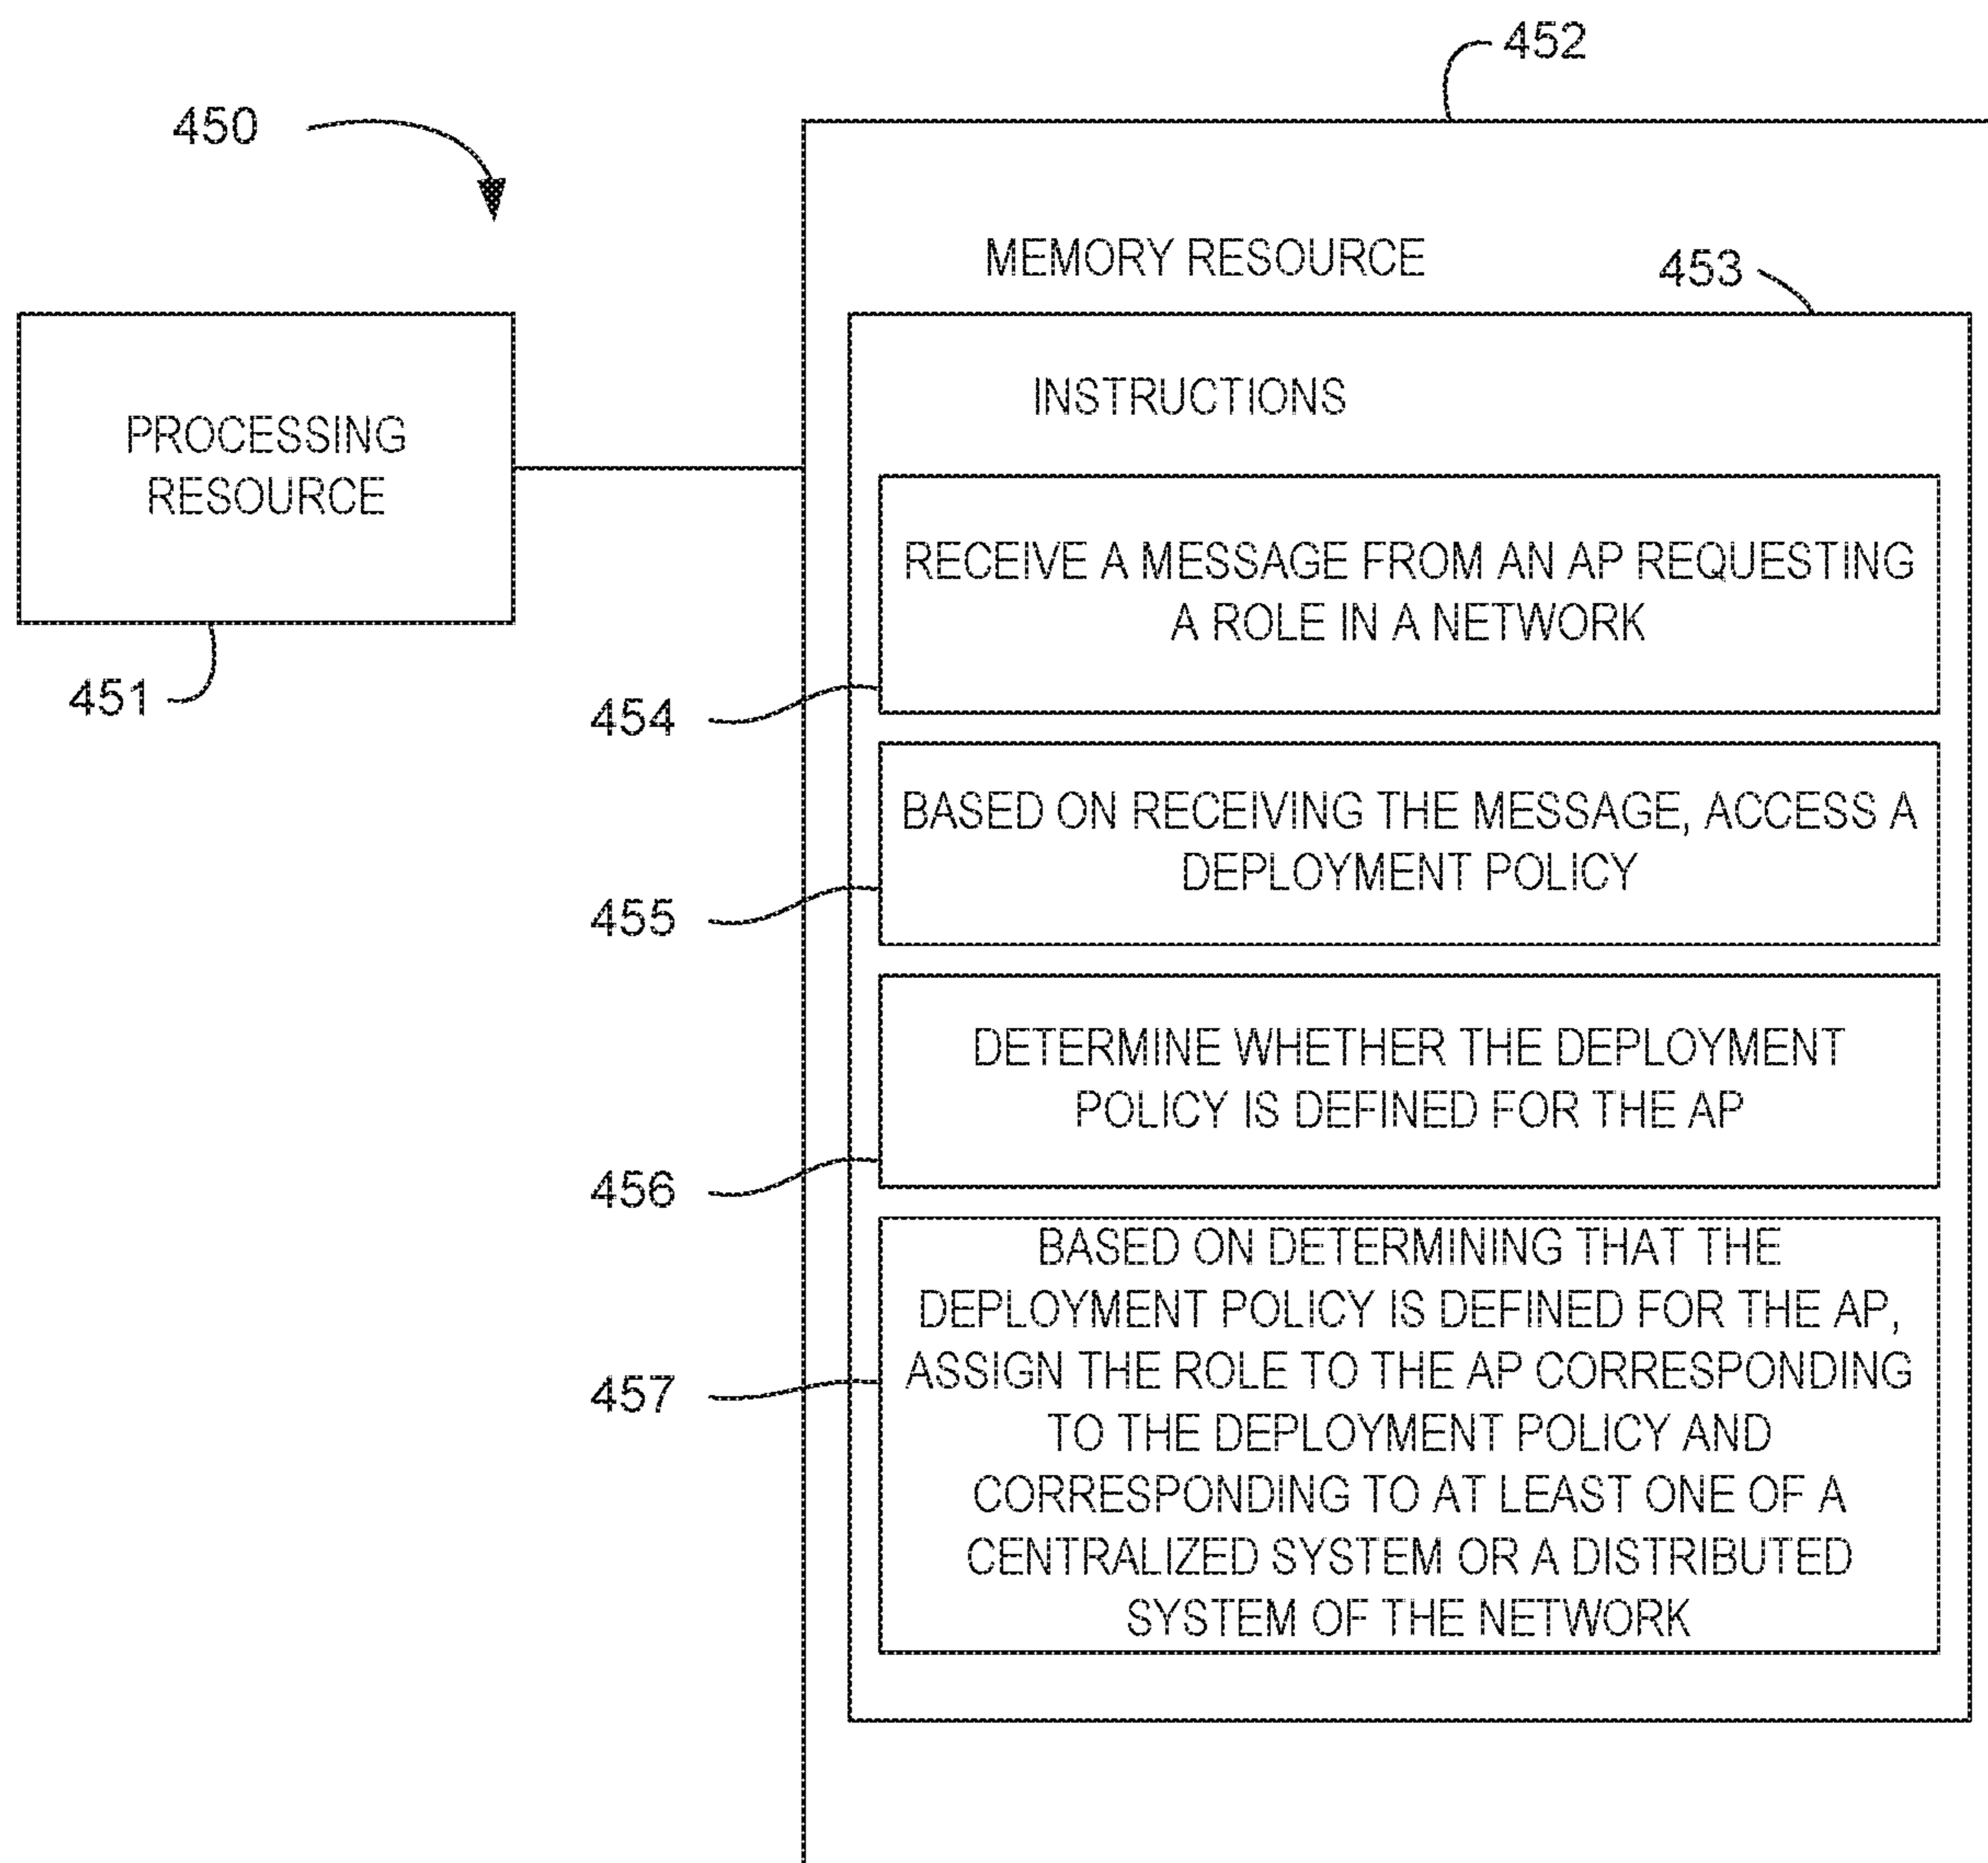 452
450
MEMORY RESOURCE
453
INSTRUCTIONS
PROCESSING
RESOURCE
451
RECEIVE A MESSAGE FROM AN AP REQUESTING
A ROLE IN A NETWORK
454
BASED ON RECEIVING THE MESSAGE, ACCESS A
DEPLOYMENT POLICY
455
DETERMINE WHETHER THE DEPLOYMENT
POLICY IS DEFINED FOR THE AP
456
BASED ON DETERMINING THAT THE
DEPLOYMENT POLICY IS DEFINED FOR THE AP,
ASSIGN THE ROLE TO THE AP CORRESPONDING
TO THE DEPLOYMENT POLICY AND
CORRESPONDING TO AT LEAST ONE OF A
CENTRALIZED SYSTEM OR A DISTRIBUTED
SYSTEM OF THE NETWORK
457